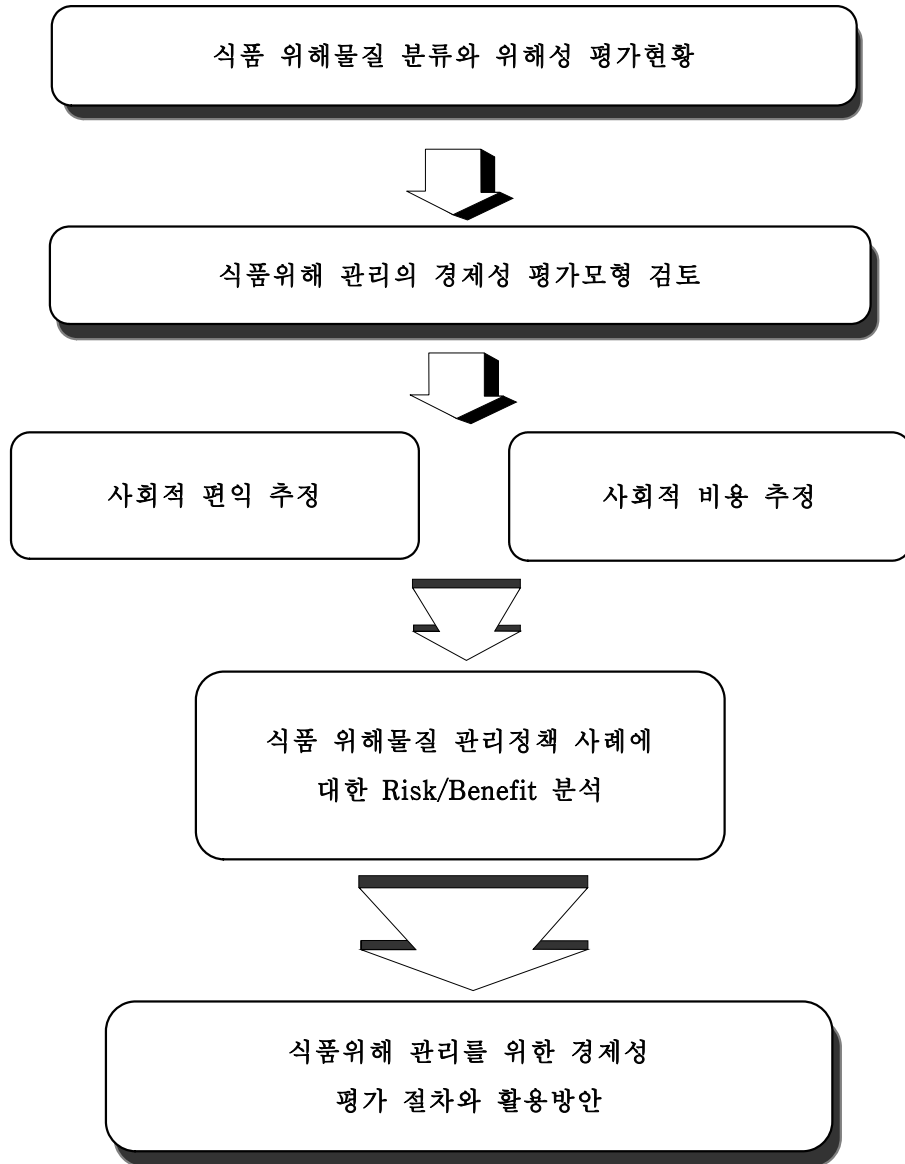 식품 위해물질 분류와 위해성 평가현황
식품위해 관리의 경제성 평가모형 검토
사회적 편익 추정
사회적 비용 추정
식품 위해물질 관리정책 사례에
대한 Risk/Benefit 분석
식품위해 관리를 위한 경제성
평가 절차와 활용방안